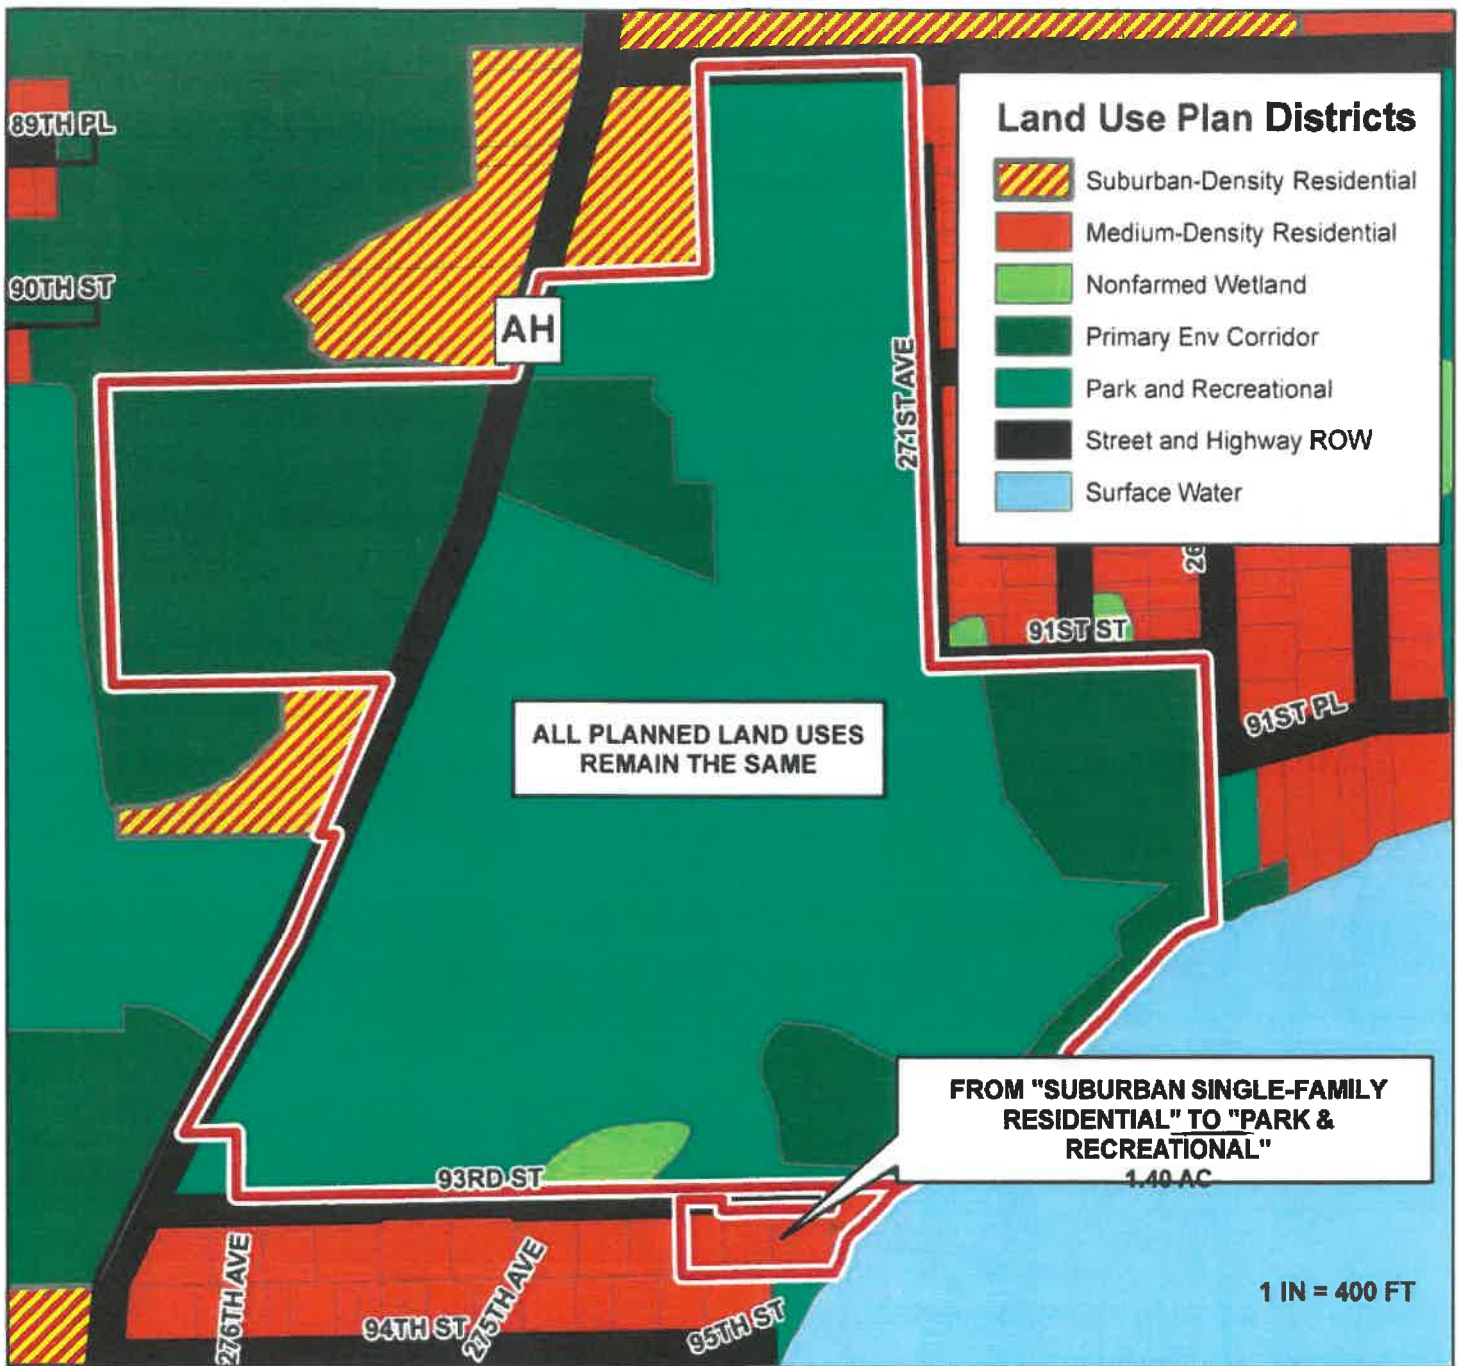 89TH PL
90TH ST
AH
271ST AVE
Land Use Plan Districts
Suburban-Density Residential
Medium-Density Residential
Nonfarmed Wetland
Primary Env Corridor
Park and Recreational
Street and Highway ROW
Surface Water
91ST ST
91ST PL
ALL PLANNED LAND USES
REMAIN THE SAME
FROM "SUBURBAN SINGLE-FAMILY
RESIDENTIAL" TO "PARK &
RECREATIONAL"
1.40 AC
93RD ST
276TH AVE
94TH ST
275TH AVE
95TH ST
1 IN = 400 FT